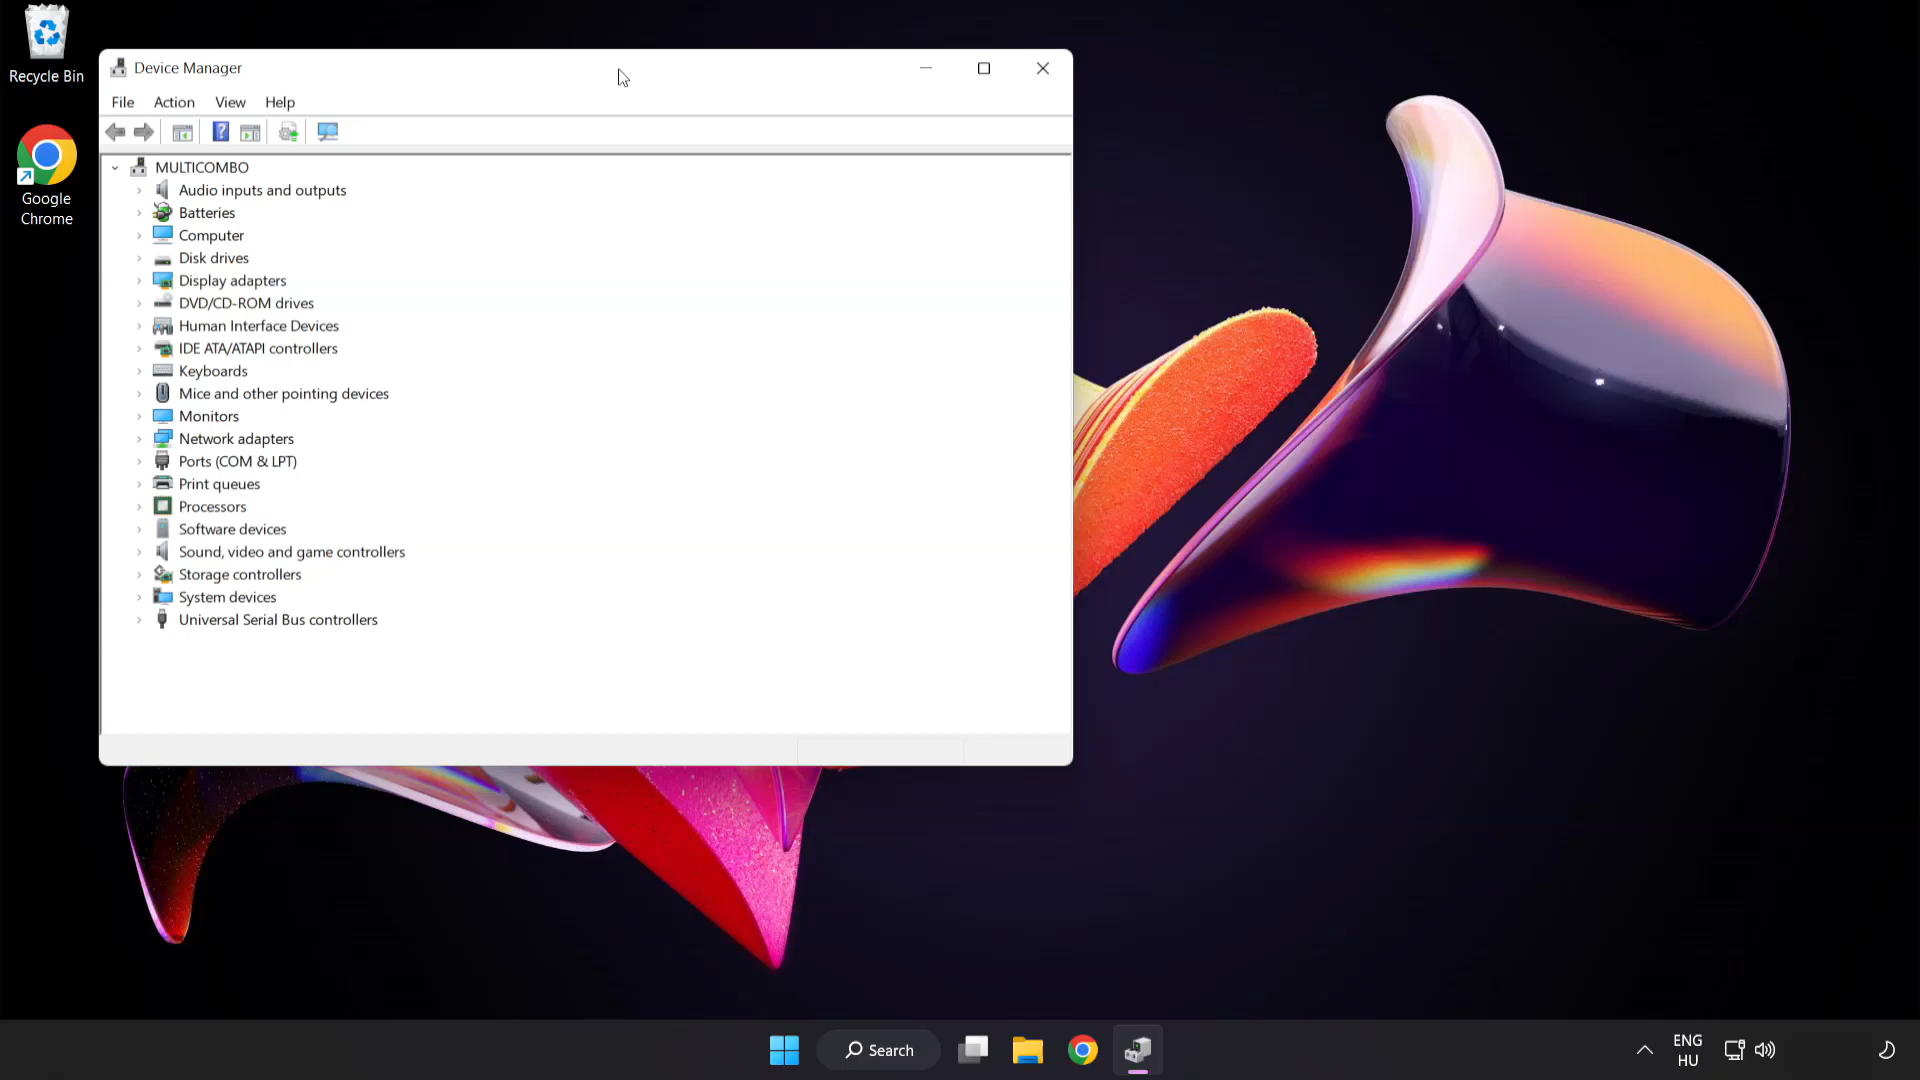 Recycle Bin
Google
Chrome
Device Manager
File Action View Help
MULTICOMBO
Audio inputs and outputs
Batteries
Computer
Disk drives
Display adapters
DVD/CD-ROM drives
Human Interface Devices
IDE ATA/ATAPI controllers
Keyboards
Mice and other pointing devices
Monitors
Network adapters
Ports (COM & LPT)
Print queues
Processors
Software devices
Sound, video and game controllers
Storage controllers
System devices
Universal Serial Bus controllers
Search
ENG
HU